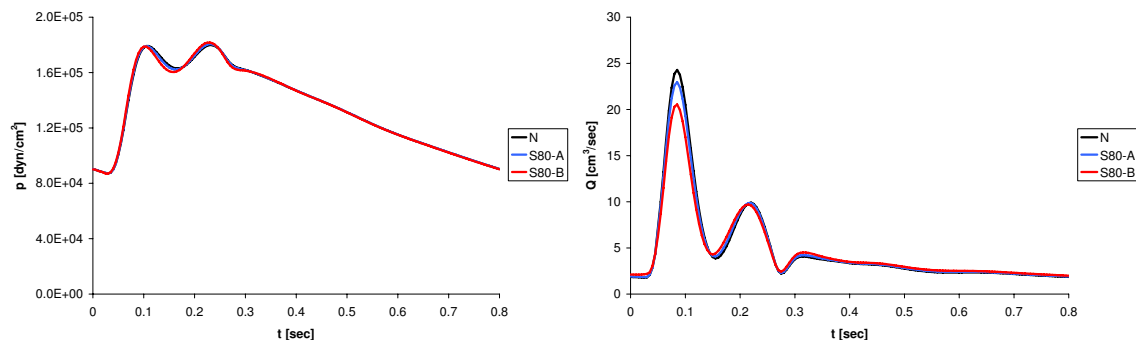 2.0E+05
1.6E+05
1.2E+05
8.0E+04
4.0E+04
0.0E+00
p [dyn/cm²]
0 0.1 0.2 0.3 0.4 0.5 0.6 0.7 0.8
t [sec]
N
S80-A
S80-B
30
25
20
15
10
5
0
Q [cm³/sec]
0 0.1 0.2 0.3 0.4 0.5 0.6 0.7 0.8
t [sec]
N
S80-A
S80-B